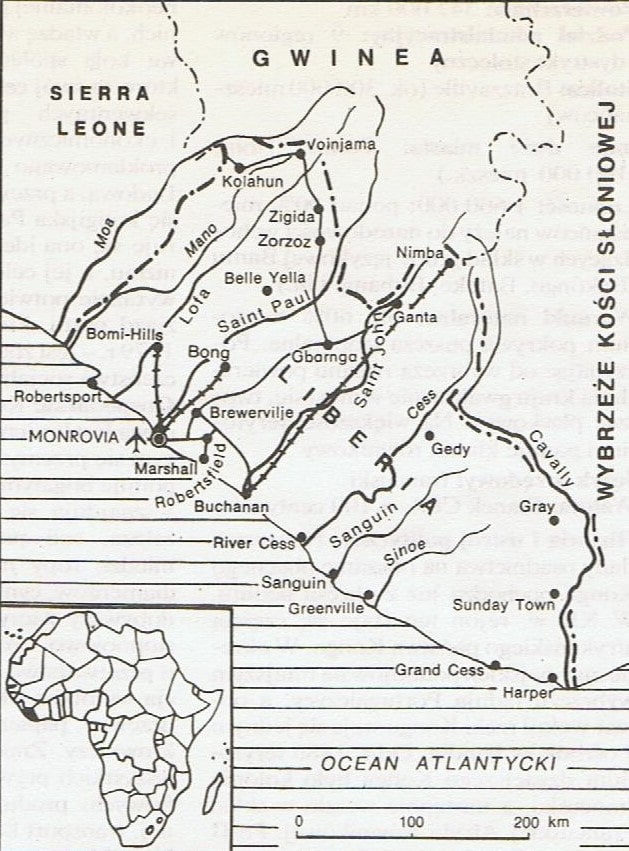 GWINEA
SIERRA
LEONE
Voinjama
Kolahun
Moia
Mano
Zigida
Zorzoz
Nimba
Belle Yella
Lofa
Saint Paul
Bomi-Hills
Bong
Ganta
Gbarnga
Saint John
LIBERIA
Robertsport
Brewervilje
Cess
MONROVIA
Gedy
Cavally
Marshall
Robertsfield
Buchanan
Gray
River Cess
Sanguin
Sinoe
Sanguin
Greenville
Sunday Town
Grand Cess
Harper
WYBRZEŻE KOŚCI SŁONIOWEJ
OCEAN ATLANTYCKI
0 100 200 km